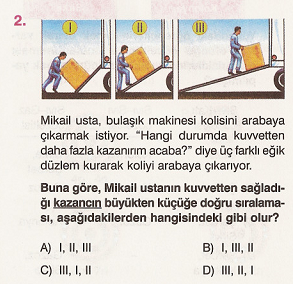 2.
I
II
III
Mikail usta, bulaşık makinesi kolisini arabaya
çıkarmak istiyor. “Hangi durumda kuvvetten
daha fazla kazanırım acaba?” diye üç farklı eğik
düzlem kurarak koliyi arabaya çıkarıyor.
Buna göre, Mikail ustanın kuvvetten sağladı-
ğı kazancın büyükten küçüğe doğru sıralama-
sı, aşağıdakilerden hangisindeki gibi olur?
A) I, II, III
B) I, III, II
C) III, I, II
D) III, II, I